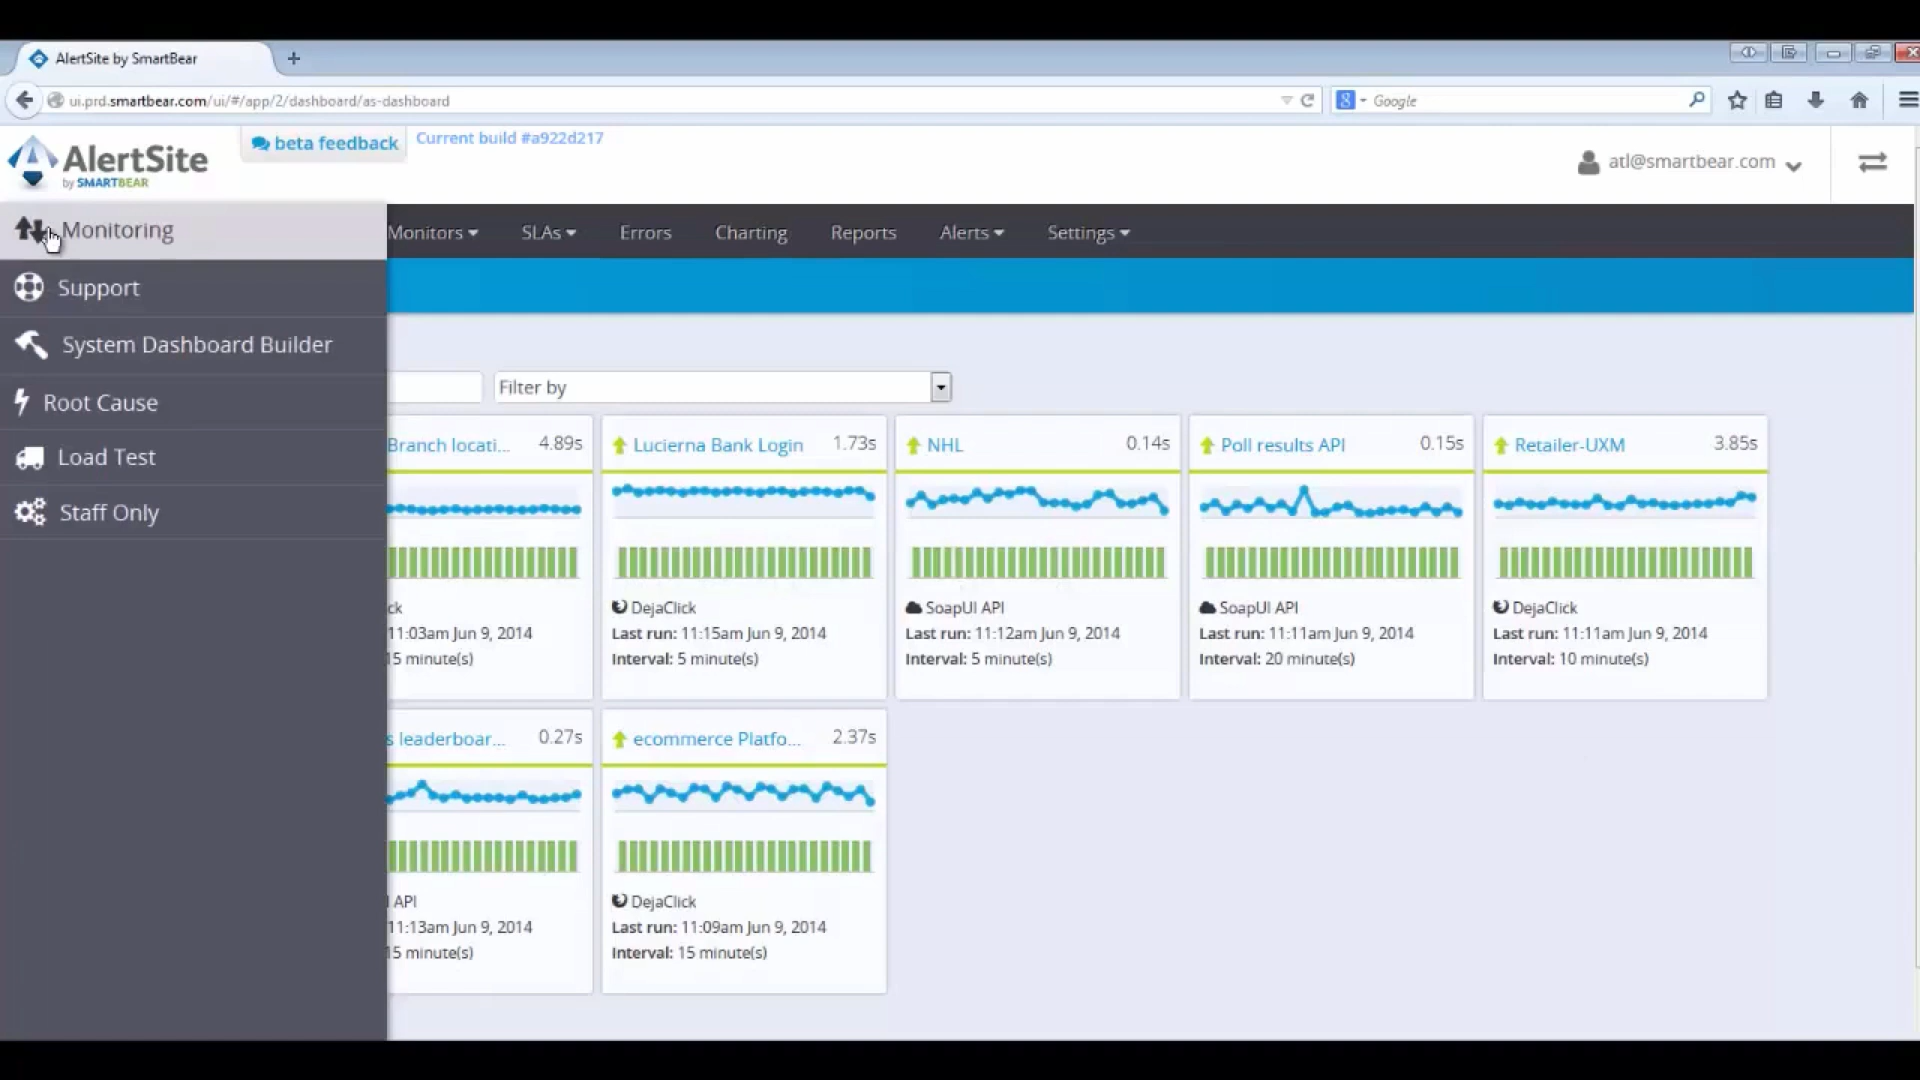 AlertSite by SmartBear
ui.prd.smartbear.com/ui/#/app/2/dashboard/as-dashboard
Google
AlertSite
by SMARTBEAR
beta feedback
Current build #a922d217
atl@smartbear.com
Monitoring
Support
System Dashboard Builder
Root Cause
Load Test
Staff Only
Monitors
SLAs
Errors
Charting
Reports
Alerts
Settings
Filter by
Branch locati... 4.89s
ck
11:03am Jun 9, 2014
15 minute(s)
Lucierna Bank Login 1.73s
DejaClick
Last run: 11:15am Jun 9, 2014
Interval: 5 minute(s)
NHL 0.14s
SoapUI API
Last run: 11:12am Jun 9, 2014
Interval: 5 minute(s)
Poll results API 0.15s
SoapUI API
Last run: 11:11am Jun 9, 2014
Interval: 20 minute(s)
Retailer-UXM 3.85s
DejaClick
Last run: 11:11am Jun 9, 2014
Interval: 10 minute(s)
s leaderboar... 0.27s
API
11:13am Jun 9, 2014
15 minute(s)
ecommerce Platfo... 2.37s
DejaClick
Last run: 11:09am Jun 9, 2014
Interval: 15 minute(s)